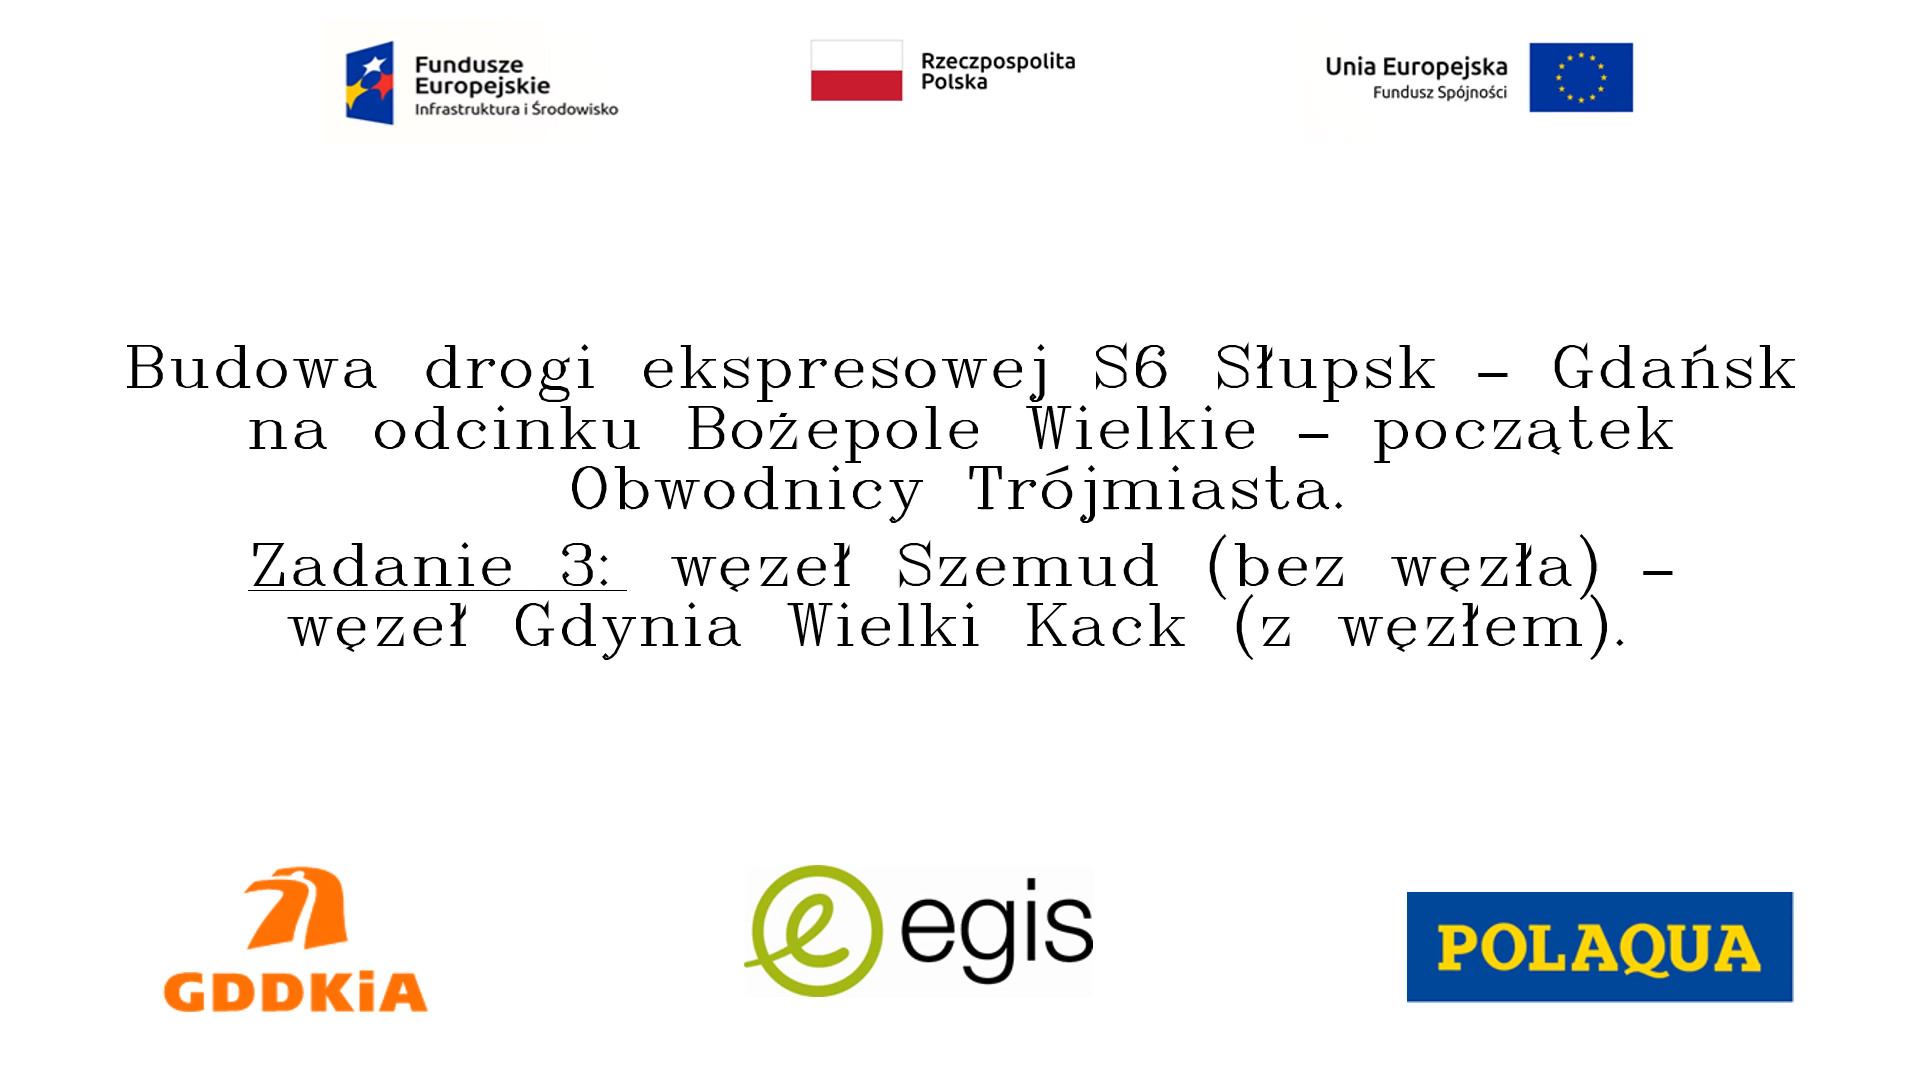 Fundusze
Europejskie
Infrastruktura i Środowisko
Rzeczpospolita
Polska
Unia Europejska
Fundusz Spójności
Budowa drogi ekspresowej S6 Słupsk – Gdańsk
na odcinku Bożepole Wielkie – początek
Obwodnicy Trójmiasta.
Zadanie 3: węzeł Szemud (bez węzła) –
węzeł Gdynia Wielki Kack (z węzłem).
GDDKiA
e egis
POLAQUA